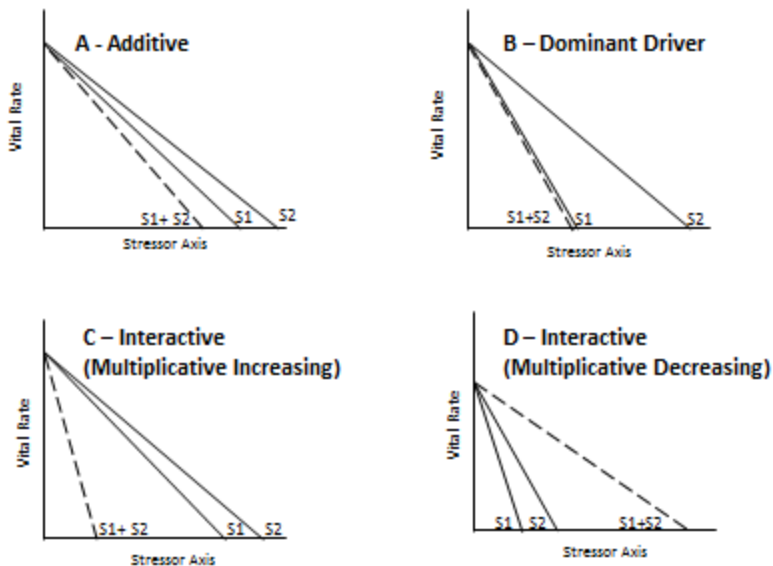 A - Additive
Vital Rate
S1+ S2
S1
S2
Stressor Axis
B – Dominant Driver
Vital Rate
S1+S2
S1
S2
Stressor Axis
C – Interactive
(Multiplicative Increasing)
Vital Rate
S1+ S2
S1
S2
Stressor Axis
D – Interactive
(Multiplicative Decreasing)
Vital Rate
S1
S2
S1+S2
Stressor Axis